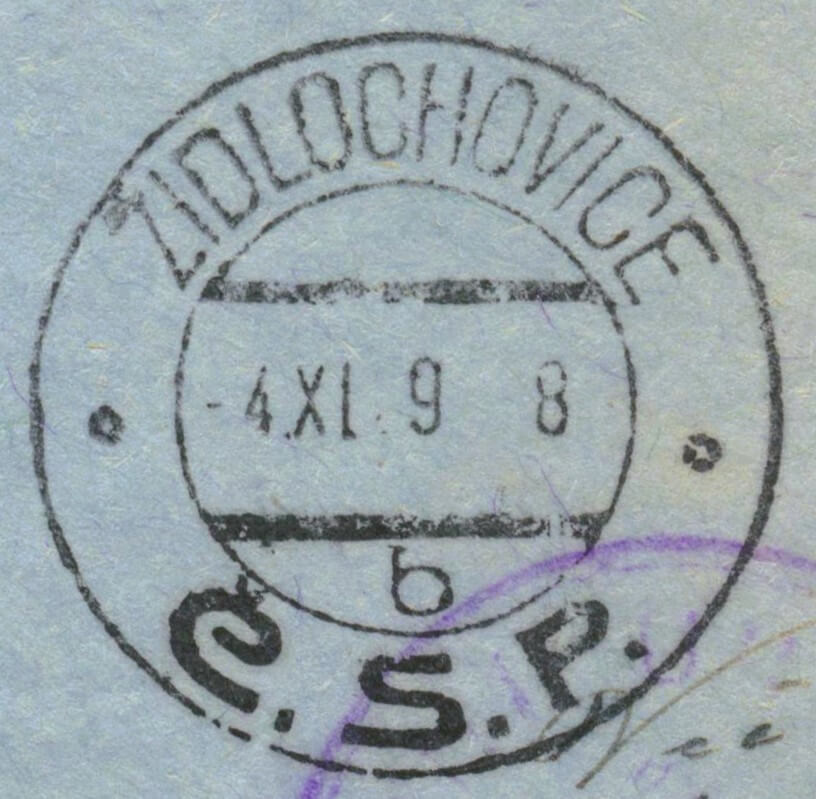 ŽIDLOCHOVICE
-4.XI. 9 8
b
Č.S.P.